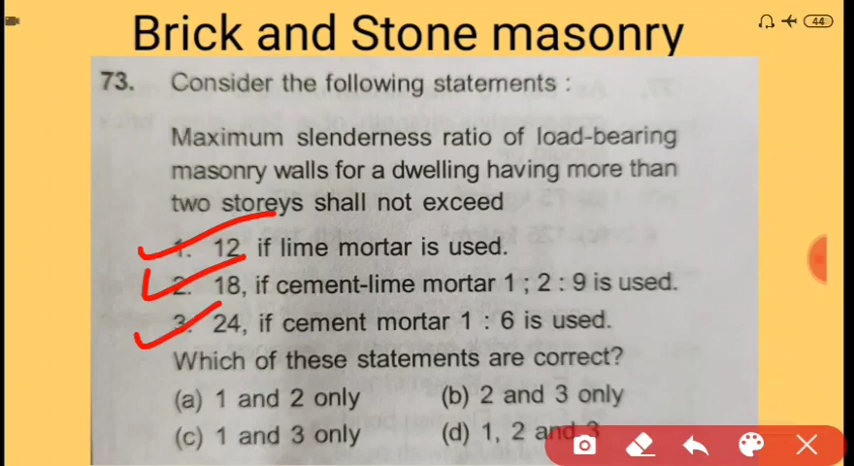 Brick and Stone masonry
44
73. Consider the following statements :
Maximum slenderness ratio of load-bearing
masonry walls for a dwelling having more than
two storeys shall not exceed
1. 12 if lime mortar is used.
2. 18, if cement-lime mortar 1 ; 2 : 9 is used.
3. 24, if cement mortar 1 : 6 is used.
Which of these statements are correct?
(a) 1 and 2 only (b) 2 and 3 only
(c) 1 and 3 only (d) 1, 2 and 3